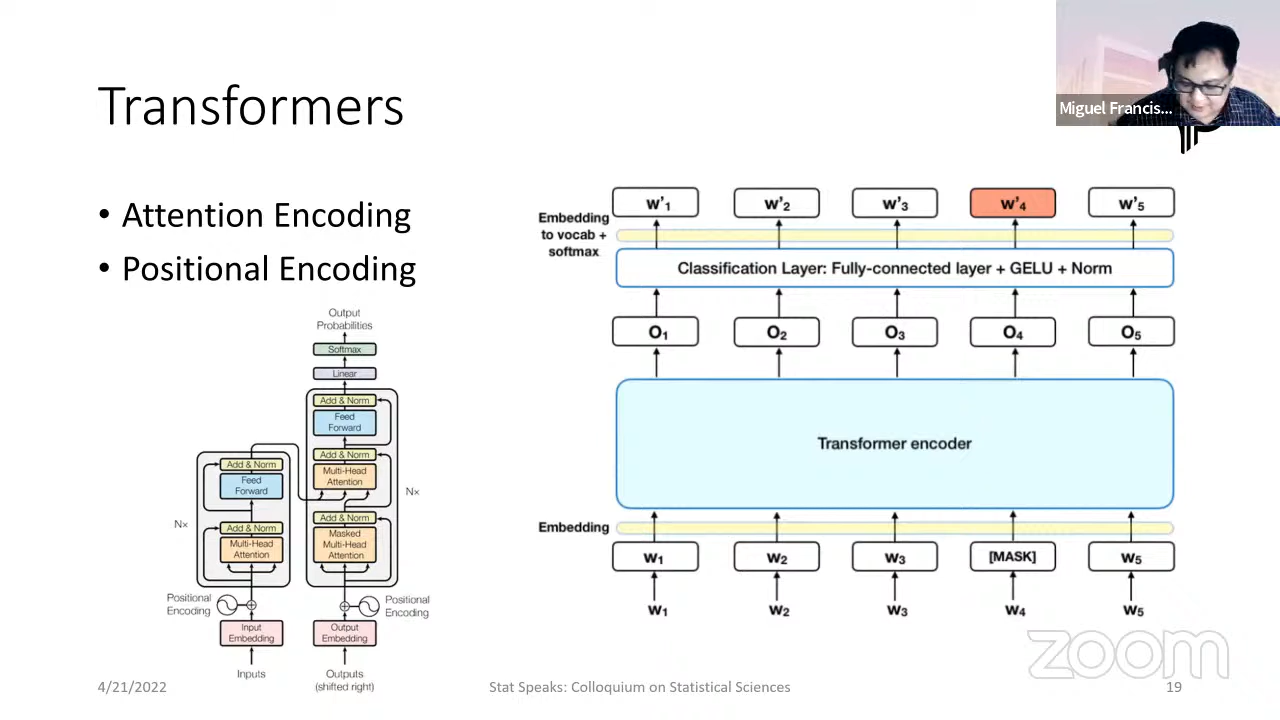 Miguel Francis...
Transformers
• Attention Encoding
• Positional Encoding
Output
Probabilities
Softmax
Linear
Add & Norm
Feed
Forward
Add & Norm
Multi-Head
Attention
Add & Norm
Masked
Multi-Head
Attention
Nx
Add & Norm
Feed
Forward
Add & Norm
Multi-Head
Attention
Nx
Positional
Encoding
Positional
Encoding
Input
Embedding
Output
Embedding
Inputs
Outputs
(shifted right)
w'1 w'2 w'3 w'4 w'5
Embedding
to vocab +
softmax
Classification Layer: Fully-connected layer + GELU + Norm
O1 O2 O3 O4 O5
Transformer encoder
Embedding
W1 W2 W3 [MASK] W5
W1 W2 W3 W4 W5
zoom
4/21/2022
Stat Speaks: Colloquium on Statistical Sciences
19